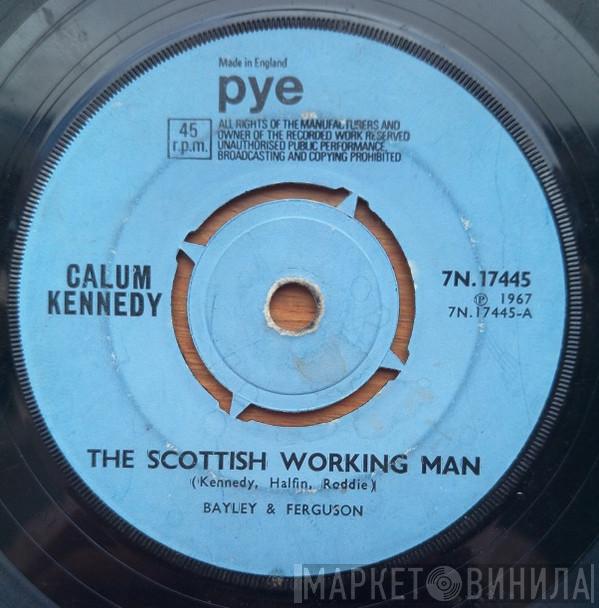 Made in England
pye
45
r.p.m.
ALL RIGHTS OF THE MANUFACTURERS AND
OWNER OF THE RECORDED WORK RESERVED
UNAUTHORISED PUBLIC PERFORMANCE,
BROADCASTING AND COPYING PROHIBITED
CALUM
KENNEDY
7N.17445
℗ 1967
7N.17445-A
THE SCOTTISH WORKING MAN
(Kennedy, Halfin, Reddie)
BAYLEY & FERGUSON
МАРКЕТ ВИНИЛА